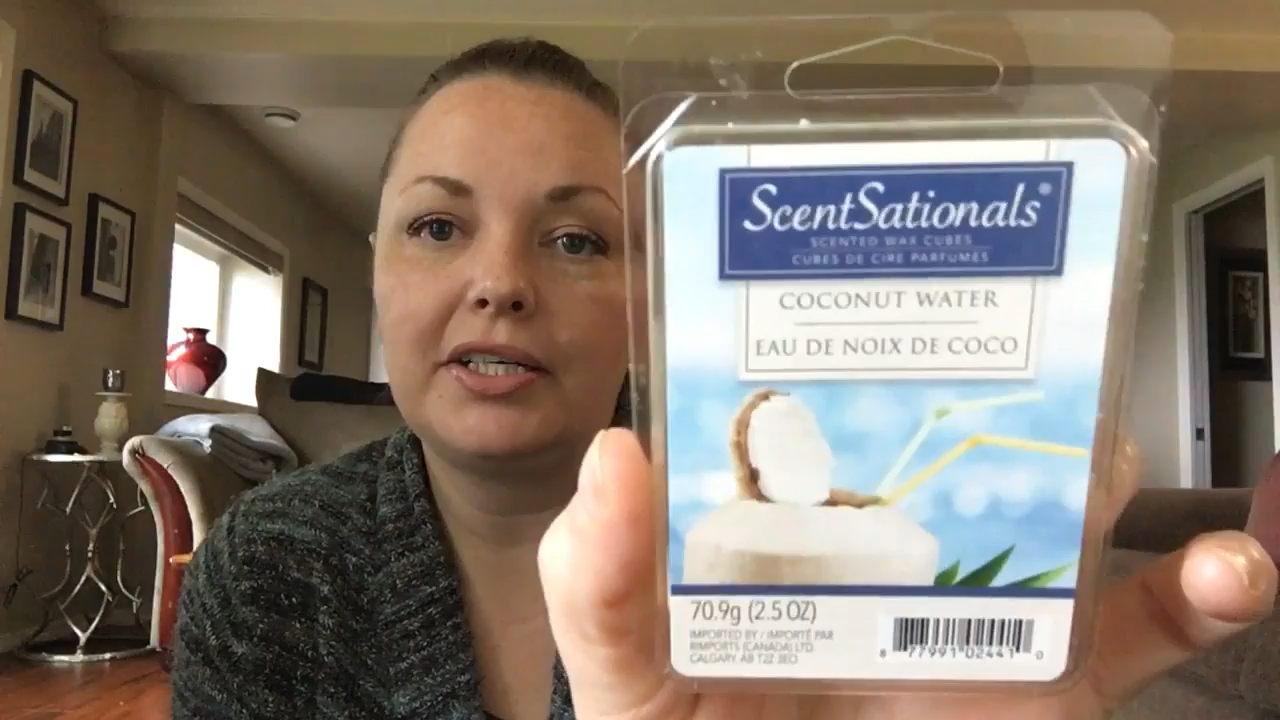 ScentSationals®
SCENTED WAX CUBES
CUBES DE CIRE PARFUMÉS
COCONUT WATER
EAU DE NOIX DE COCO
70.9g (2.5 OZ)
IMPORTED BY / IMPORTÉ PAR
RIMPORTS (CANADA) LTD.
CALGARY AB T2Z 3E0
8 77991 02441 0